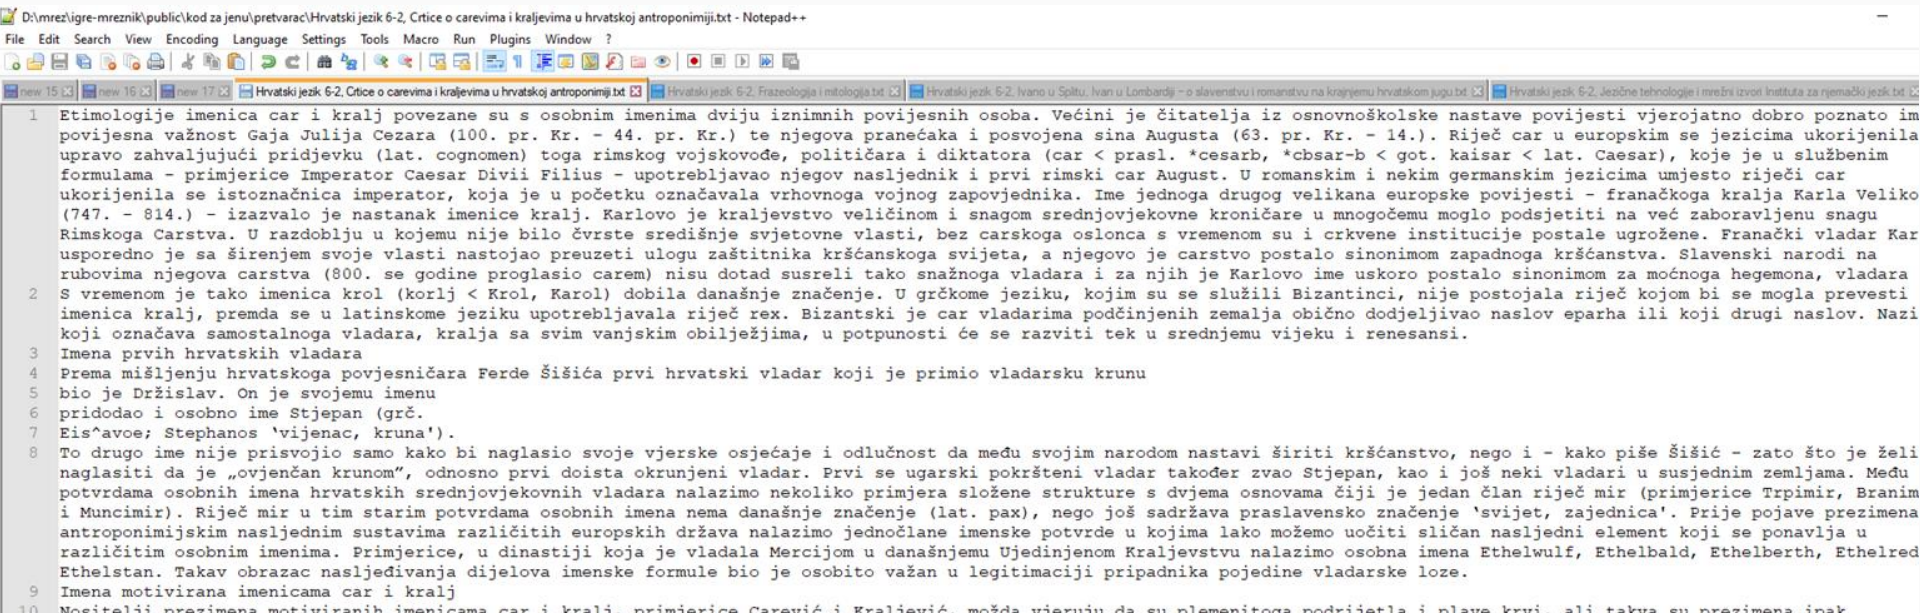 D:\mrez\igre-mreznik\public\kod za jenu\pretvarac\Hrvatski jezik 6-2, Crtice o carevima i kraljevima u hrvatskoj antroponimiji.txt - Notepad++
File Edit Search View Encoding Language Settings Tools Macro Run Plugins Window ?
new 15 new 16 new 17 Hrvatski jezik 6-2, Crtice o carevima i kraljevima u hrvatskoj antroponimiji.txt Hrvatski jezik 6-2, Frazeologija i mitologija.txt Hrvatski jezik 6-2, Ivano u Splitu, Ivan u Lombardji – o slavenstvu i romanstvu na krajnjemu hrvatskom jugu.txt Hrvatski jezik 6-2, Jezične tehnologije i mrežni izvori Instituta za njemački jezik.txt
1 Etimologije imenica car i kralj povezane su s osobnim imenima dviju iznimnih povijesnih osoba. Većini je čitatelja iz osnovnoškolske nastave povijesti vjerojatno dobro poznato im
povijesna važnost Gaja Julija Cezara (100. pr. Kr. – 44. pr. Kr.) te njegova pranećaka i posvojena sina Augusta (63. pr. Kr. – 14.). Riječ car u europskim se jezicima ukorijenila
upravo zahvaljujući pridjevku (lat. cognomen) toga rimskog vojskovođe, političara i diktatora (car < prasl. *cesarb, *cbsar-b < got. kaisar < lat. Caesar), koje je u službenim
formulama – primjerice Imperator Caesar Divii Filius – upotrebljavao njegov nasljednik i prvi rimski car August. U romanskim i nekim germanskim jezicima umjesto riječi car
ukorijenila se istoznačnica imperator, koja je u početku označavala vrhovnoga vojnog zapovjednika. Ime jednoga drugog velikana europske povijesti – franačkoga kralja Karla Veliko
(747. – 814.) – izazvalo je nastanak imenice kralj. Karlovo je kraljevstvo veličinom i snagom srednjovjekovne kroničare u mnogočemu moglo podsjetiti na već zaboravljenu snagu
Rimskoga Carstva. U razdoblju u kojemu nije bilo čvrste središnje svjetovne vlasti, bez carskoga oslonca s vremenom su i crkvene institucije postale ugrožene. Franački vladar Kar
usporedno je sa širenjem svoje vlasti nastojao preuzeti ulogu zaštitnika kršćanskoga svijeta, a njegovo je carstvo postalo sinonimom zapadnoga kršćanstva. Slavenski narodi na
rubovima njegova carstva (800. se godine proglasio carem) nisu dotad susreli tako snažnoga vladara i za njih je Karlovo ime uskoro postalo sinonimom za moćnoga hegemona, vladara
2 S vremenom je tako imenica krol (korlj < Krol, Karol) dobila današnje značenje. U grčkome jeziku, kojim su se služili Bizantinci, nije postojala riječ kojom bi se mogla prevesti
imenica kralj, premda se u latinskome jeziku upotrebljavala riječ rex. Bizantski je car vladarima podčinjenih zemalja obično dodjeljivao naslov eparha ili koji drugi naslov. Nazi
koji označava samostalnoga vladara, kralja sa svim vanjskim obilježjima, u potpunosti će se razviti tek u srednjemu vijeku i renesansi.
3 Imena prvih hrvatskih vladara
4 Prema mišljenju hrvatskoga povjesničara Ferde Šišića prvi hrvatski vladar koji je primio vladarsku krunu
5 bio je Držislav. On je svojemu imenu
6 pridodao i osobno ime Stjepan (grč.
7 Eis^avoe; Stephanos 'vijenac, kruna').
8 To drugo ime nije prisvojio samo kako bi naglasio svoje vjerske osjećaje i odlučnost da među svojim narodom nastavi širiti kršćanstvo, nego i – kako piše Šišić – zato što je želi
naglasiti da je „ovjenčan krunom”, odnosno prvi doista okrunjeni vladar. Prvi se ugarski pokršteni vladar također zvao Stjepan, kao i još neki vladari u susjednim zemljama. Među
potvrdama osobnih imena hrvatskih srednjovjekovnih vladara nalazimo nekoliko primjera složene strukture s dvjema osnovama čiji je jedan član riječ mir (primjerice Trpimir, Branim
i Muncimir). Riječ mir u tim starim potvrdama osobnih imena nema današnje značenje (lat. pax), nego još sadržava praslavensko značenje 'svijet, zajednica'. Prije pojave prezimena
antroponimijskim nasljednim sustavima različitih europskih država nalazimo jednočlane imenske potvrde u kojima lako možemo uočiti sličan nasljedni element koji se ponavlja u
različitim osobnim imenima. Primjerice, u dinastiji koja je vladala Mercijom u današnjemu Ujedinjenom Kraljevstvu nalazimo osobna imena Ethelwulf, Ethelbald, Ethelberth, Ethelred
Ethelstan. Takav obrazac nasljeđivanja dijelova imenske formule bio je osobito važan u legitimaciji pripadnika pojedine vladarske loze.
9 Imena motivirana imenicama car i kralj
10 Nositelji prezimena motiviranih imenicama car i kralj, primjerice Carević i Kraljević, možda vjeruju da su plemenitoga podrijetla i plave krvi, ali takva su prezimena ipak